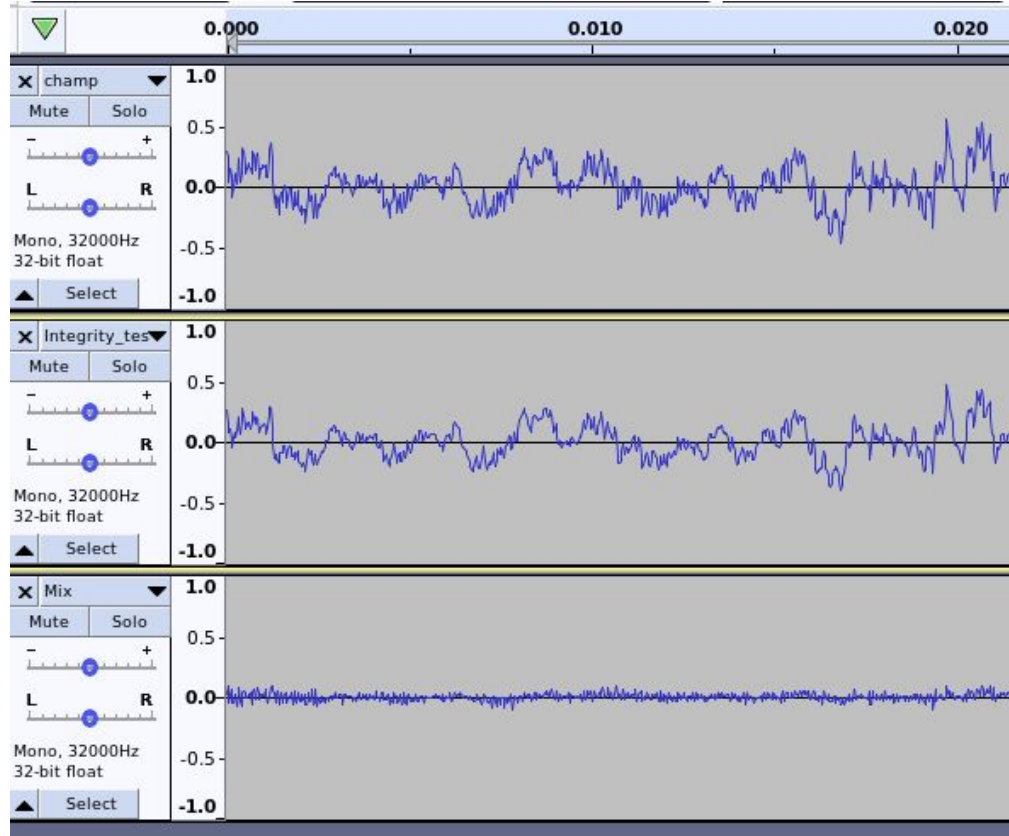 0.000 0.010 0.020
× champ
Mute Solo
- +
L R
Mono, 32000Hz
32-bit float
Select
1.0
0.5
0.0
-0.5
-1.0
× Integrity_tes
Mute Solo
- +
L R
Mono, 32000Hz
32-bit float
Select
1.0
0.5
0.0
-0.5
-1.0
× Mix
Mute Solo
- +
L R
Mono, 32000Hz
32-bit float
Select
1.0
0.5
0.0
-0.5
-1.0